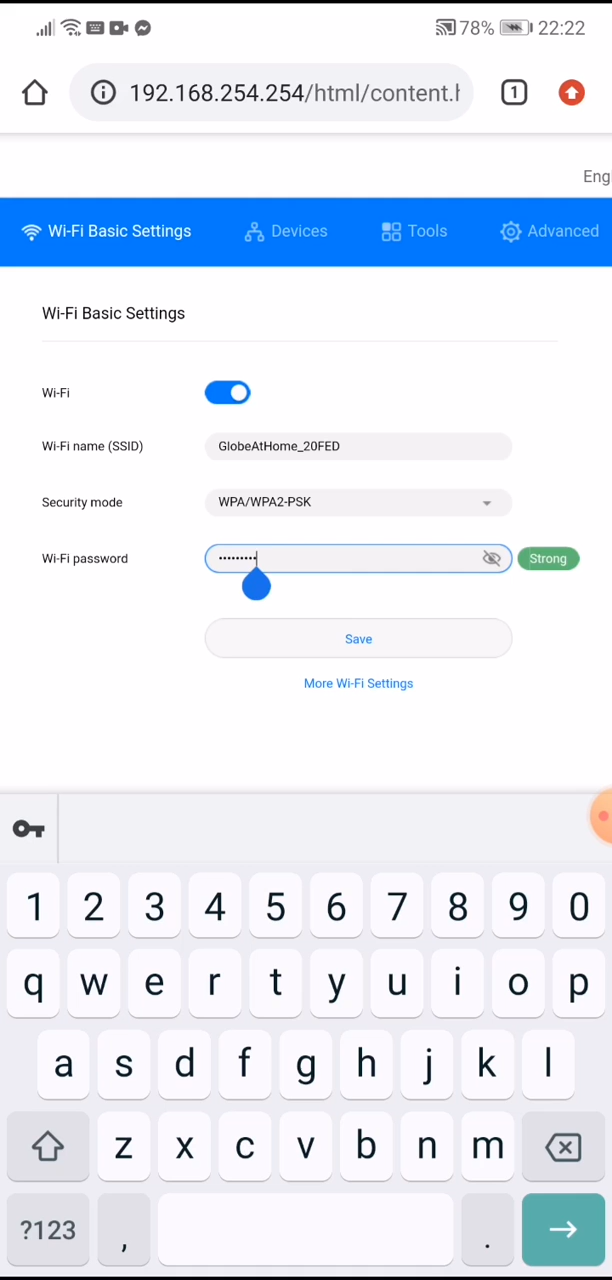 78% 22:22
192.168.254.254/html/content.h 1
Eng
Wi-Fi Basic Settings Devices Tools Advanced
Wi-Fi Basic Settings
Wi-Fi
Wi-Fi name (SSID) GlobeAtHome_20FED
Security mode WPA/WPA2-PSK
Wi-Fi password ••••••••• Strong
Save
More Wi-Fi Settings
1 2 3 4 5 6 7 8 9 0
q w e r t y u i o p
a s d f g h j k l
z x c v b n m
?123 , .